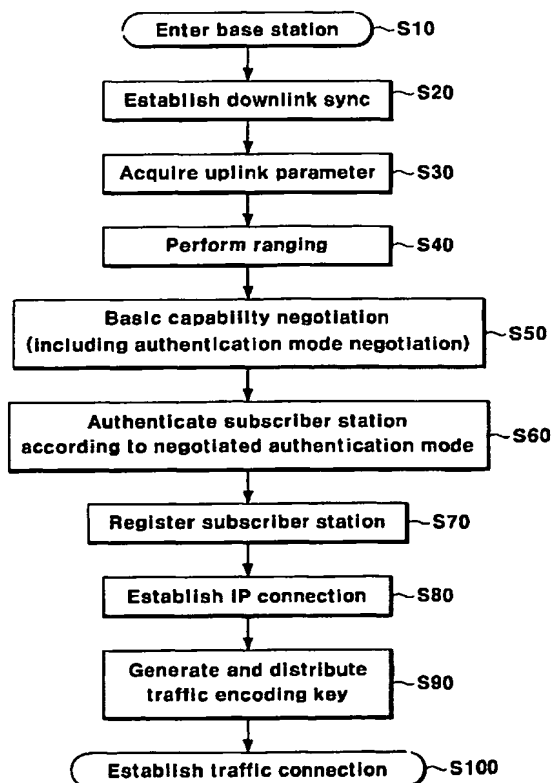 Enter base station S10
Establish downlink sync S20
Acquire uplink parameter S30
Perform ranging S40
Basic capability negotiation
(including authentication mode negotiation) S50
Authenticate subscriber station
according to negotiated authentication mode S60
Register subscriber station S70
Establish IP connection S80
Generate and distribute
traffic encoding key S90
Establish traffic connection S100